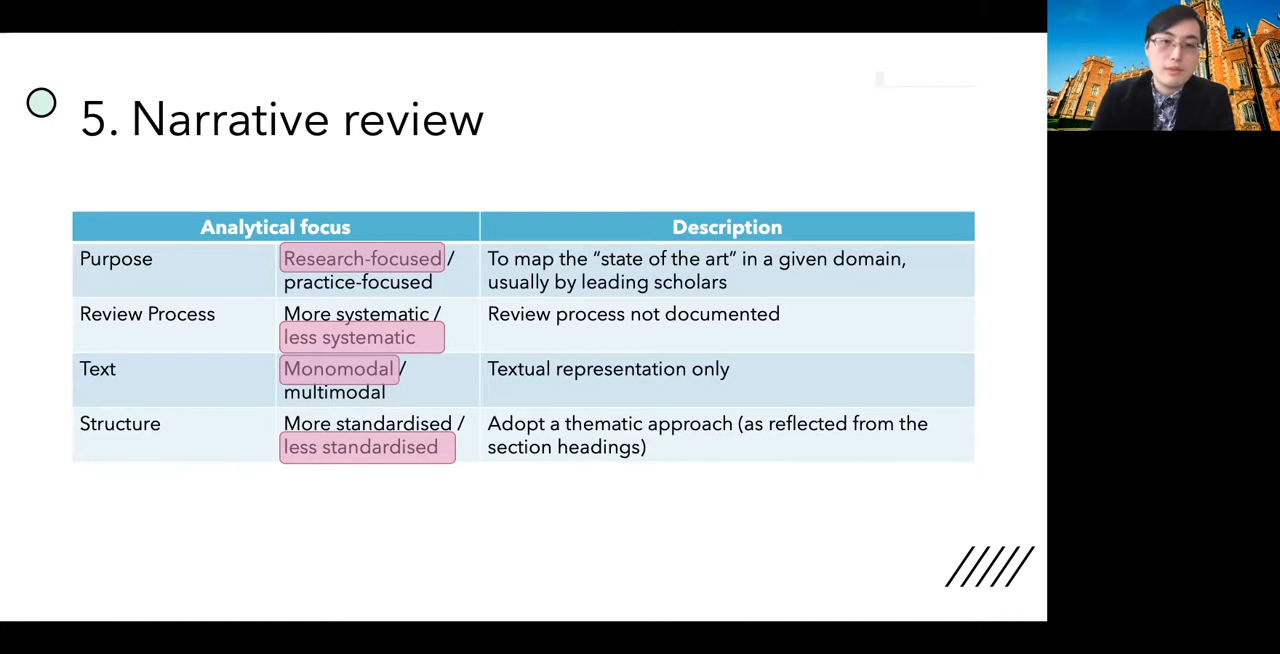 5. Narrative review
Analytical focus
Description
Purpose
Research-focused /
practice-focused
To map the “state of the art” in a given domain,
usually by leading scholars
Review Process
More systematic /
less systematic
Review process not documented
Text
Monomodal /
multimodal
Textual representation only
Structure
More standardised /
less standardised
Adopt a thematic approach (as reflected from the
section headings)